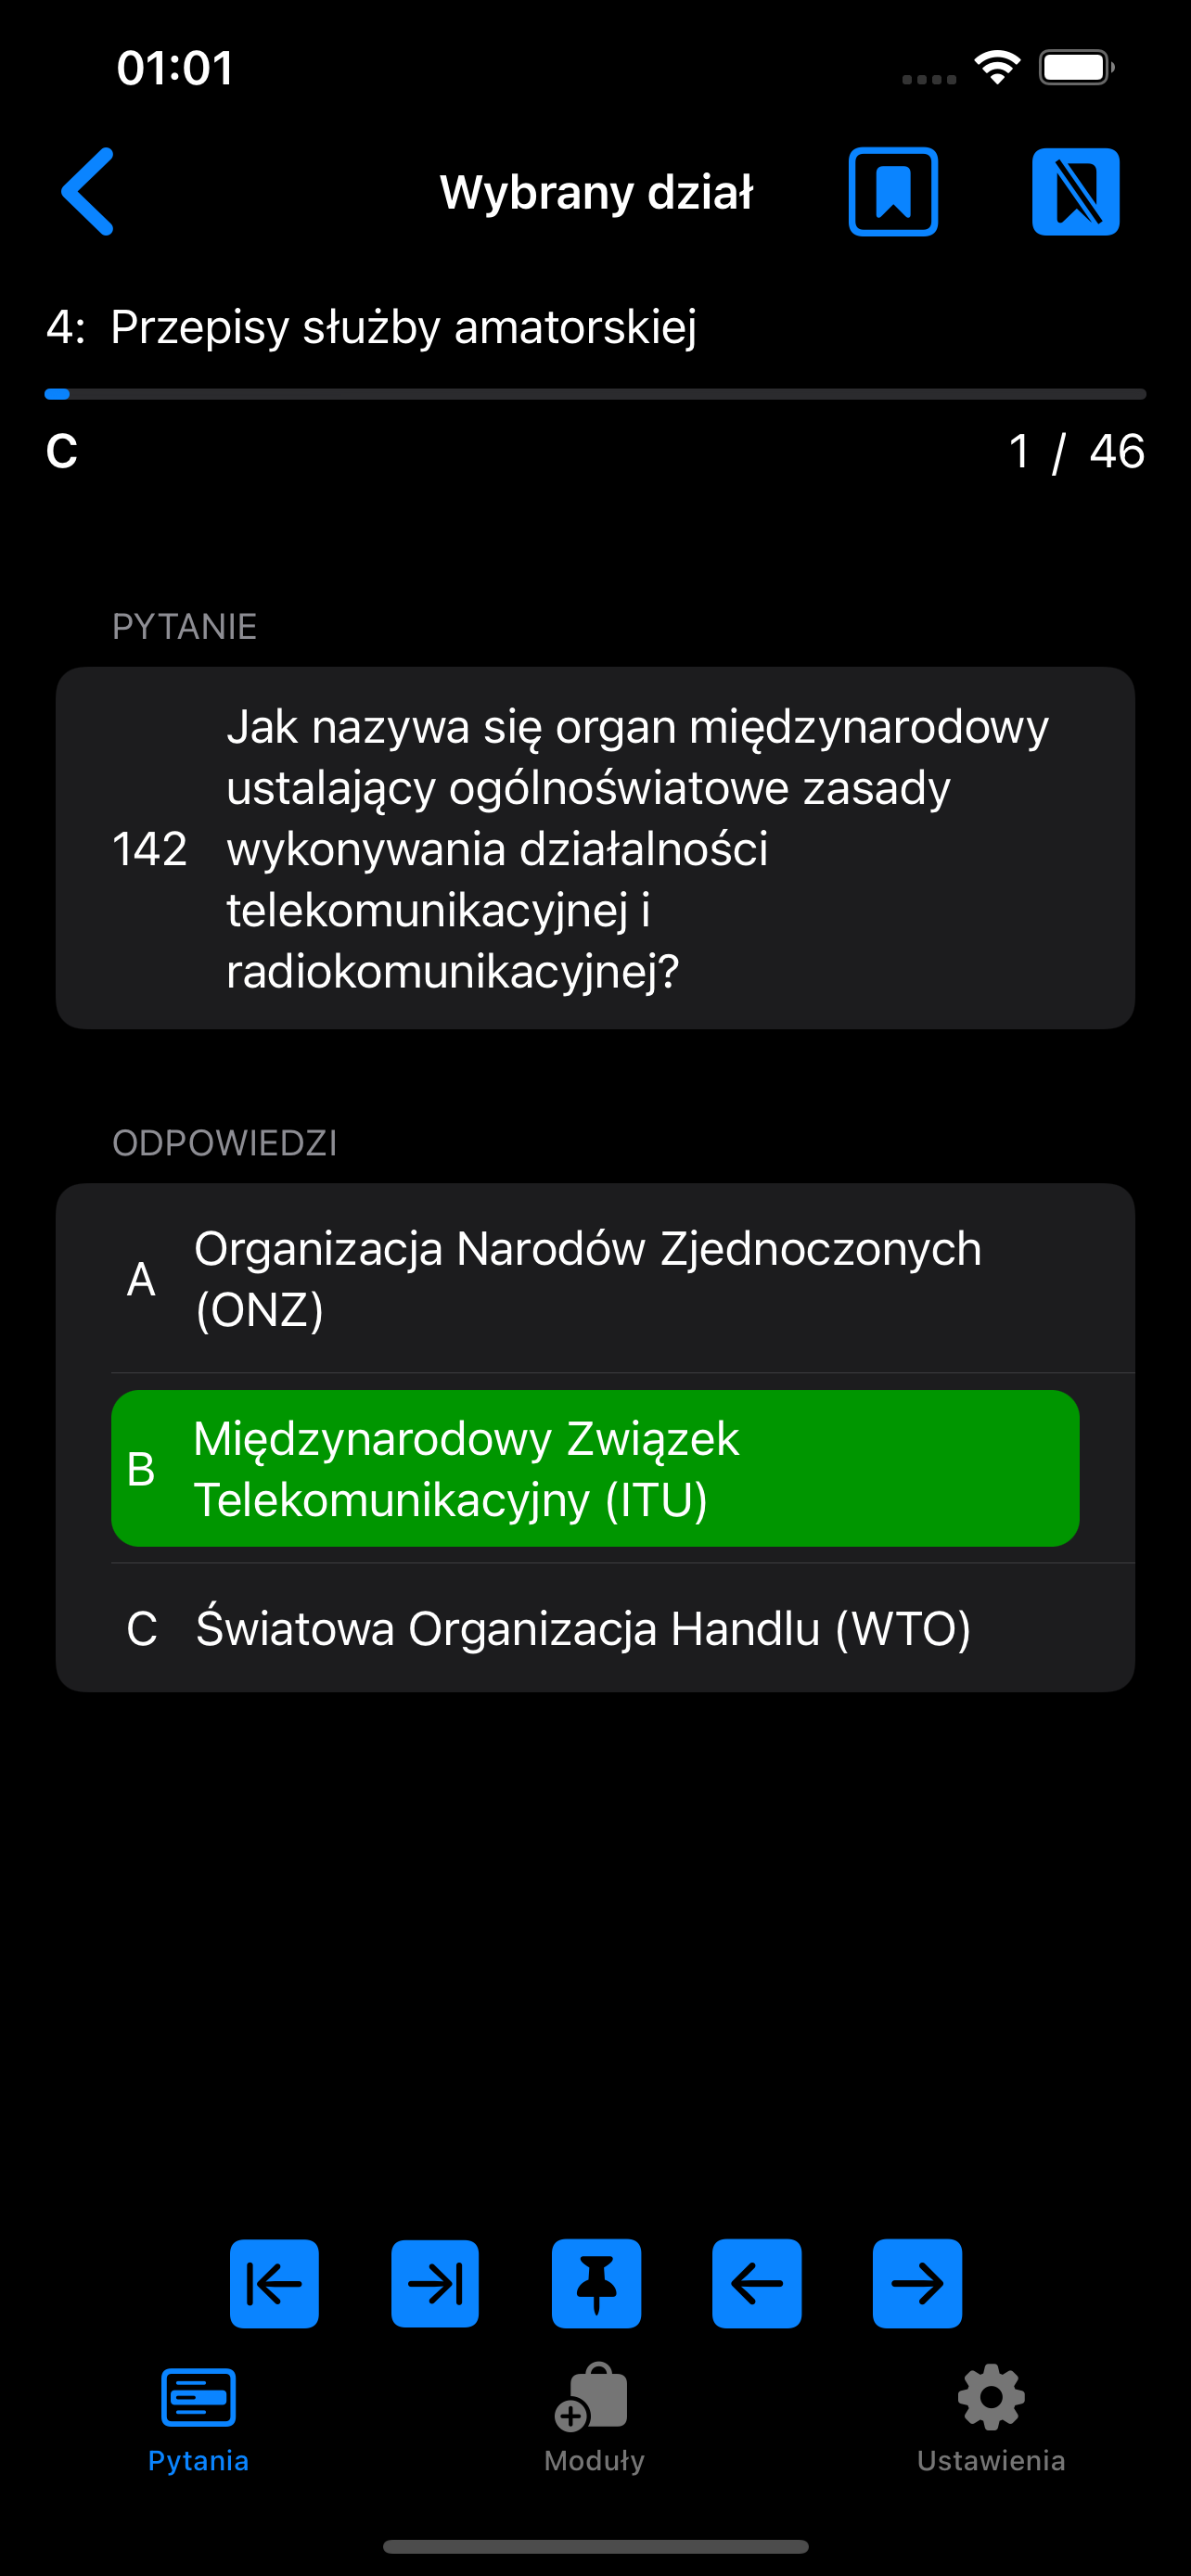 01:01
Wybrany dział
4: Przepisy służby amatorskiej
C
1 / 46
PYTANIE
142
Jak nazywa się organ międzynarodowy
ustalający ogólnoświatowe zasady
wykonywania działalności
telekomunikacyjnej i
radiokomunikacyjnej?
ODPOWIEDZI
A
Organizacja Narodów Zjednoczonych
(ONZ)
B
Międzynarodowy Związek
Telekomunikacyjny (ITU)
C
Światowa Organizacja Handlu (WTO)
Pytania
Moduły
Ustawienia